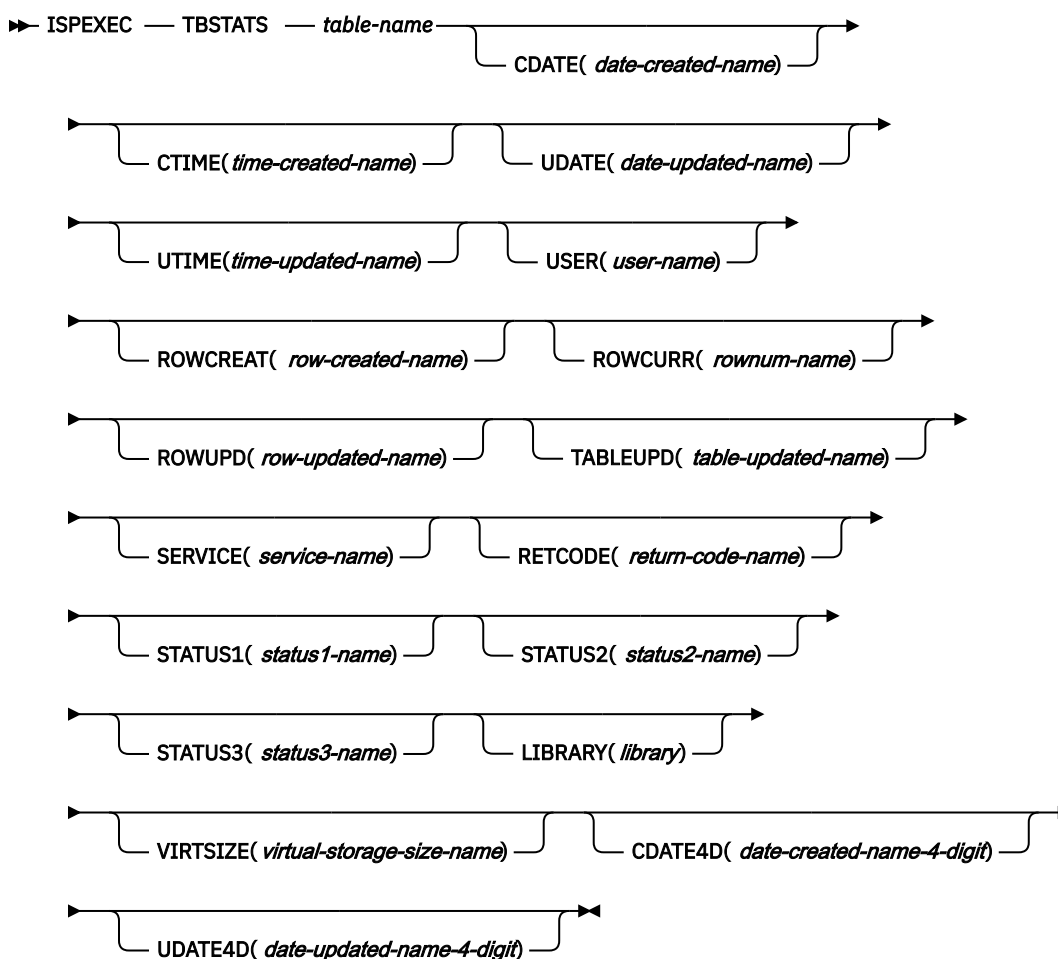 ISPEXEC TBSTATS table-name
CDATE( date-created-name)
CTIME(time-created-name) UDATE( date-updated-name)
UTIME(time-updated-name) USER( user-name)
ROWCREAT( row-created-name) ROWCURR( rownum-name)
ROWUPD( row-updated-name) TABLEUPD( table-updated-name)
SERVICE( service-name) RETCODE( return-code-name)
STATUS1( status1-name) STATUS2( status2-name)
STATUS3( status3-name) LIBRARY( library)
VIRTSIZE( virtual-storage-size-name) CDATE4D( date-created-name-4-digit)
UDATE4D( date-updated-name-4-digit)